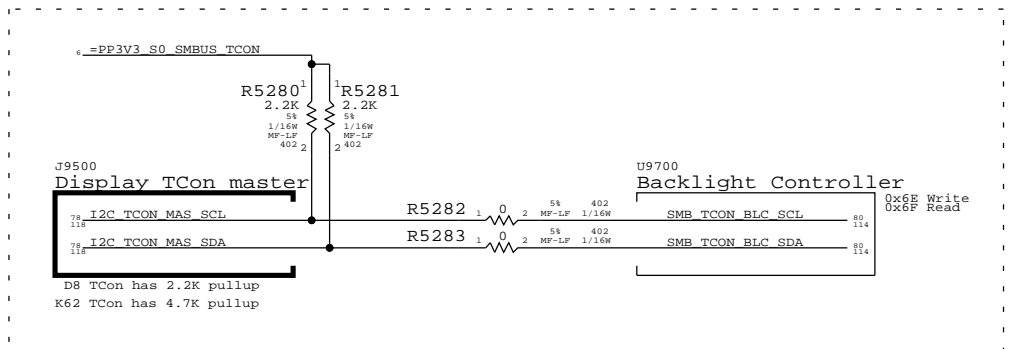 6 =PP3V3_S0_SMBUS_TCON
1 1
R5280 R5281
2.2K 2.2K
5% 5%
1/16W 1/16W
MF-LF MF-LF
402 402
2 2
J9500
Display TCon master
U9700
Backlight Controller
0x6E Write
0x6F Read
78 I2C_TCON_MAS_SCL
118
R5282 1 0 2 5% 402
MF-LF 1/16W
SMB_TCON_BLC_SCL 80
114
78 I2C_TCON_MAS_SDA
118
R5283 1 0 2 5% 402
MF-LF 1/16W
SMB_TCON_BLC_SDA 80
114
D8 TCon has 2.2K pullup
K62 TCon has 4.7K pullup